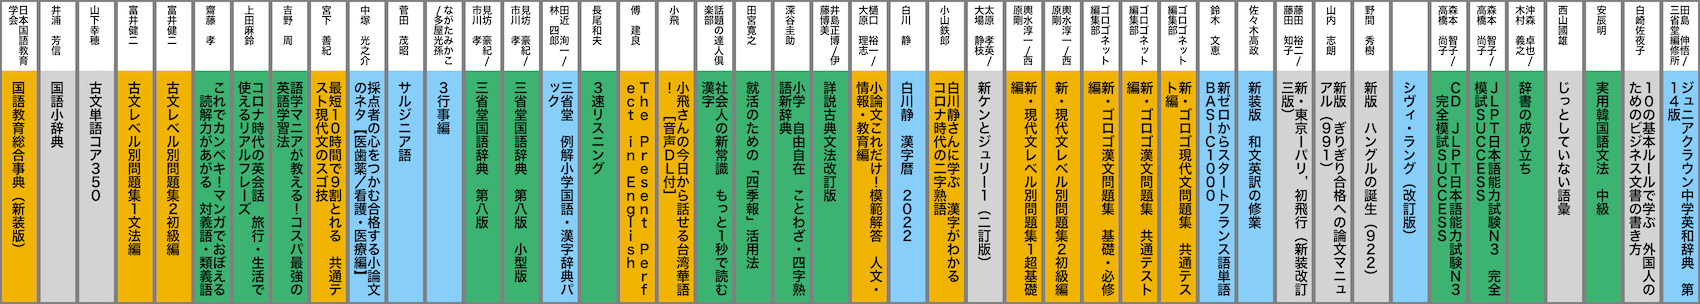 田島 伸悟/
三省堂編修所
ジュニアクラウン中学英和辞典 第
14版
白崎佐夜子
10の基本ルールで学ぶ 外国人の
ためのビジネス文書の書き方
安辰明
実用韓国語文法 中級
西山國雄
じっとしていない語彙
沖森 卓也/
木村 義之
辞書の成り立ち
森本 智子/
高橋 尚子/
JLPT日本語能力試験N3 完全
模試SUCCESS
森本 智子/
高橋 尚子/
CD JLPT日本語能力試験N3
完全模試SUCCESS
シヴィ・ラング (改訂版)
野間 秀樹
新版 ハングルの誕生(922)
山内 志朗
新版 ぎりぎり合格への論文マニュ
アル(991)
藤田 裕二/
藤田 知子/
新・東京ーパリ，初飛行(新装改訂
三版)
佐々木高政
新装版 和文英訳の修業
鈴木 文恵
新ゼロからスタートフランス語単語
BASIC1000
ゴロゴネット
編集部
新・ゴロゴ現代文問題集 共通テス
ト編
ゴロゴネット
編集部
新・ゴロゴ漢文問題集 共通テスト
編
ゴロゴネット
編集部
新・ゴロゴ漢文問題集 基礎・必修
編
輿水淳一/西
原剛
新・現代文レベル別問題集2初級編
輿水淳一/西
原剛
新・現代文レベル別問題集1超基礎
編
太原 孝英/
大場 静枝
新ケンとジュリー1 (二訂版)
小山鉄郎
白川静さんに学ぶ 漢字がわかる
コロナ時代の二字熟語
白川 静
白川静 漢字暦 2022
樋口 裕一/
大原 理志
小論文これだけ！模範解答 人文・
情報・教育編
井島正博/伊
藤博美
詳説古典文法改訂版
深谷圭助
小学 自由自在 ことわざ・四字熟
語新辞典
田宮寛之
就活のための「四季報」活用法
話題の達人倶
楽部
社会人の新常識 もっと1秒で読む
漢字
小飛
小飛さんの今日から話せる台湾華語
！ [音声DL付]
傅 建良
The Present Perf
ect in English
長尾和夫
3速リスニング
田近 洵一/
林 四郎
三省堂 例解小学国語・漢字辞典パ
ック
見坊 豪紀/
市川 孝/
三省堂国語辞典 第八版 小型版
見坊 豪紀/
市川 孝/
三省堂国語辞典 第八版
ながたみかこ
/多屋光孫
3行事編
菅田 茂昭
サルジニア語
中塚 光之介
採点者の心をつかむ合格する小論文
のネタ【医歯薬/看護・医療編】
宮下 善紀
最短10時間で9割とれる 共通テ
スト現代文のスゴ技
吉野 周
語学マニアが教える！コスパ最強の
英語学習法
上田麻鈴
コロナ時代の英会話 旅行・生活で
使えるリアルフレーズ
齋藤 孝
これでカンペキ！マンガでおぼえる
読解力があがる 対義語・類義語
富井健二
古文レベル別問題集2初級編
富井健二
古文レベル別問題集1文法編
山下幸穂
古文単語コア350
井浦 芳信
国語小辞典
日本国語教育
学会
国語教育総合事典(新装版)